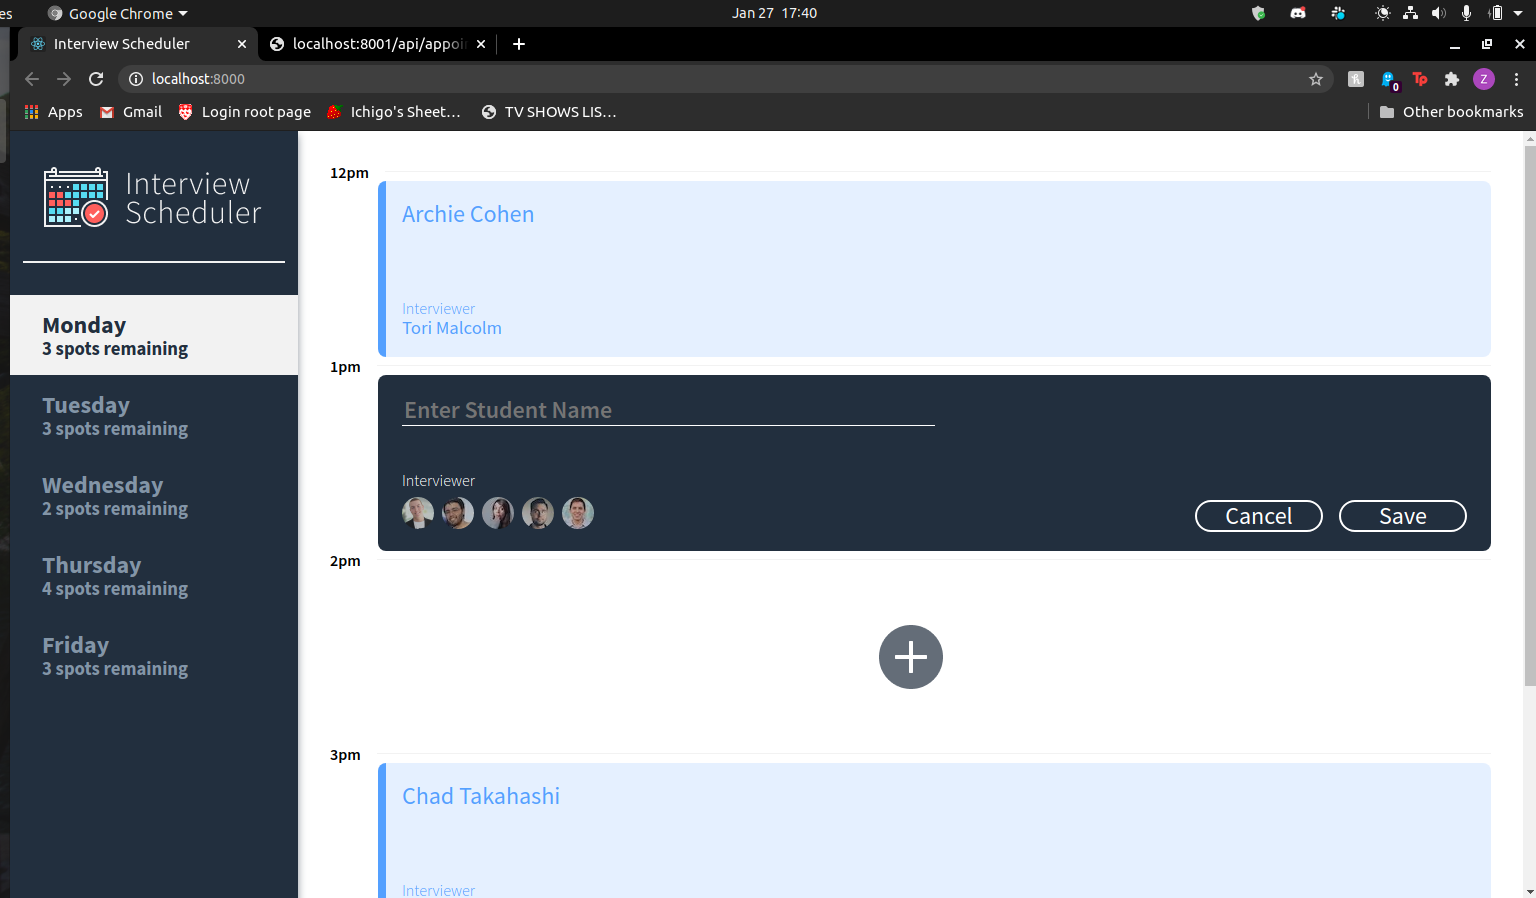 es
Google Chrome
Jan 27 17:40
Interview Scheduler
localhost:8001/api/appoin
localhost:8000
0
Tp
Z
Apps
Gmail
Login root page
Ichigo's Sheet...
TV SHOWS LIS...
Other bookmarks
Interview
Scheduler
Monday
3 spots remaining
Tuesday
3 spots remaining
Wednesday
2 spots remaining
Thursday
4 spots remaining
Friday
3 spots remaining
12pm
Archie Cohen
Interviewer
Tori Malcolm
1pm
Enter Student Name
Interviewer
Cancel
Save
2pm
3pm
Chad Takahashi
Interviewer